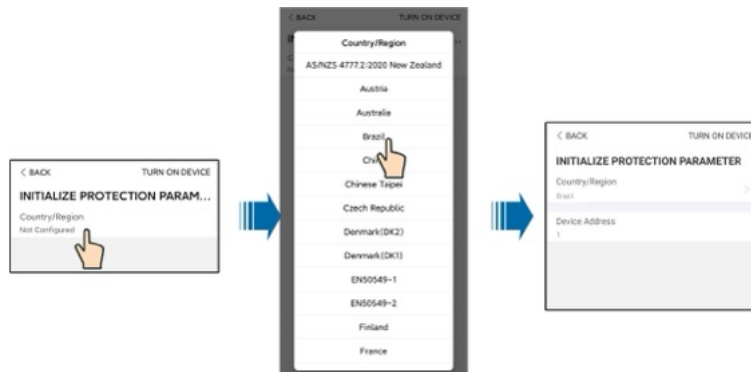 < BACK TURN ON DEVICE
INITIALIZE PROTECTION PARAM...
Country/Region
Not Configured
< BACK TURN ON DEVICE
Country/Region
AS/NZS 4777.2:2020 New Zealand
Austria
Australia
Brazil
Chi
Chinese Taipei
Czech Republic
Denmark(DK2)
Denmark(DK1)
EN50549-1
EN50549-2
Finland
France
< BACK TURN ON DEVICE
INITIALIZE PROTECTION PARAMETER
Country/Region
Brazil
Device Address
1